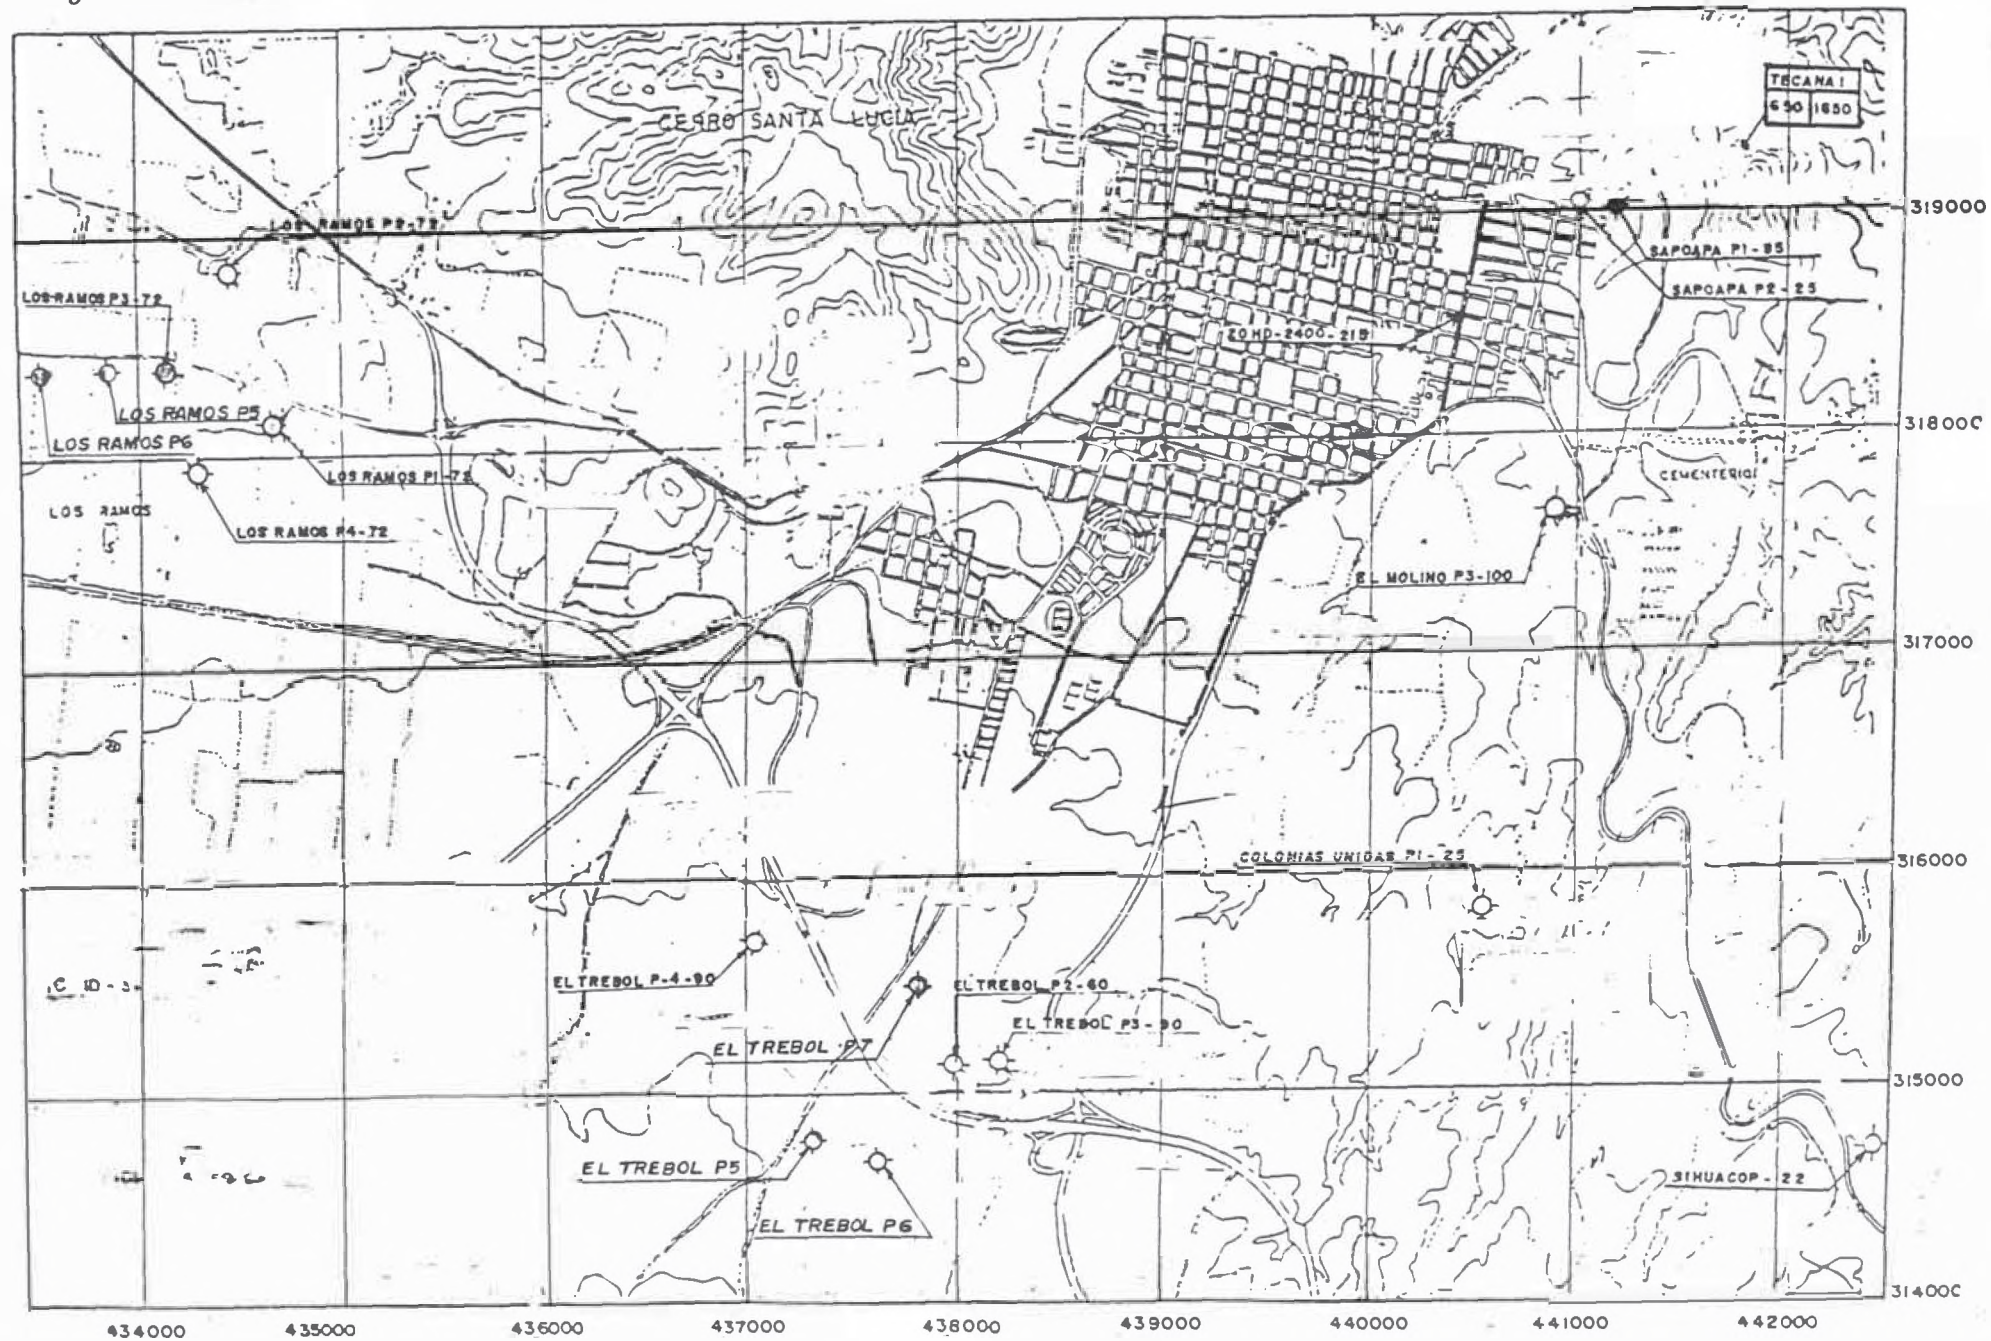 CERRO SANTA LUCIA
TECANA 1
650 1650
LOS RAMOS P2-72
319000
SAPOAPA P1-85
SAPOAPA P2-25
LOS RAMOS P3-72
LOS RAMOS P5
318000
LOS RAMOS P6
LOS RAMOS P1-72
CEMENTERIOS
LOS RAMOS
LOS RAMOS P4-72
EL MOLINO P3-100
317000
COLONIAS UNIDAS P1-25
316000
EL TREBOL P-4-90
EL TREBOL P2-60
EL TREBOL P3-90
EL TREBOL P7
315000
EL TREBOL P5
SIHUACOP-22
EL TREBOL P6
314000
434000 435000 436000 437000 438000 439000 440000 441000 442000